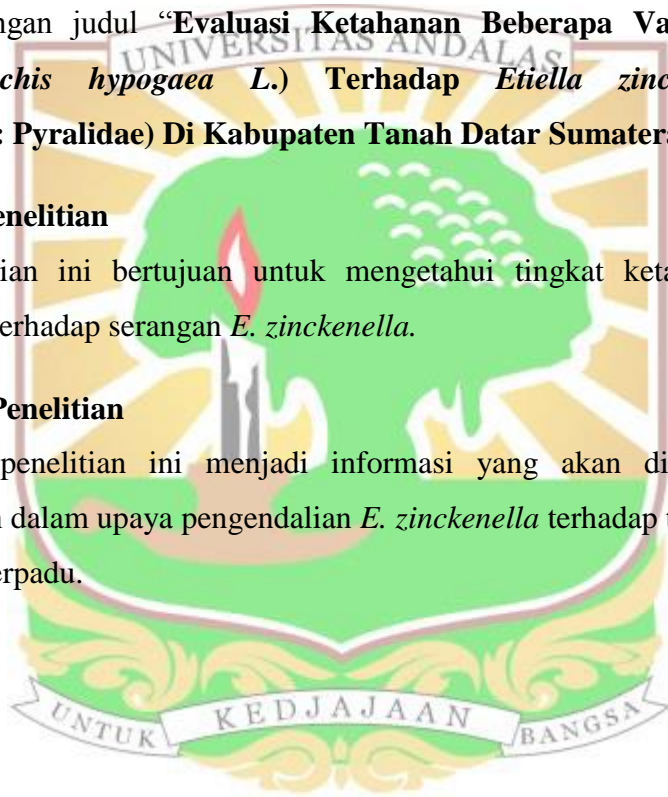 ngan judul “Evaluasi Ketahanan Beberapa Va
UNIVERSITAS ANDALAS
chis hypogaea L.) Terhadap Etiella zinc
: Pyralidae) Di Kabupaten Tanah Datar Sumater
enelitian
ian ini bertujuan untuk mengetahui tingkat keta
erhadap serangan E. zinckenella.
Penelitian
penelitian ini menjadi informasi yang akan di
dalam upaya pengendalian E. zinckenella terhadap t
erpadu.
UNTUK KEDJAJAAN BANGSA